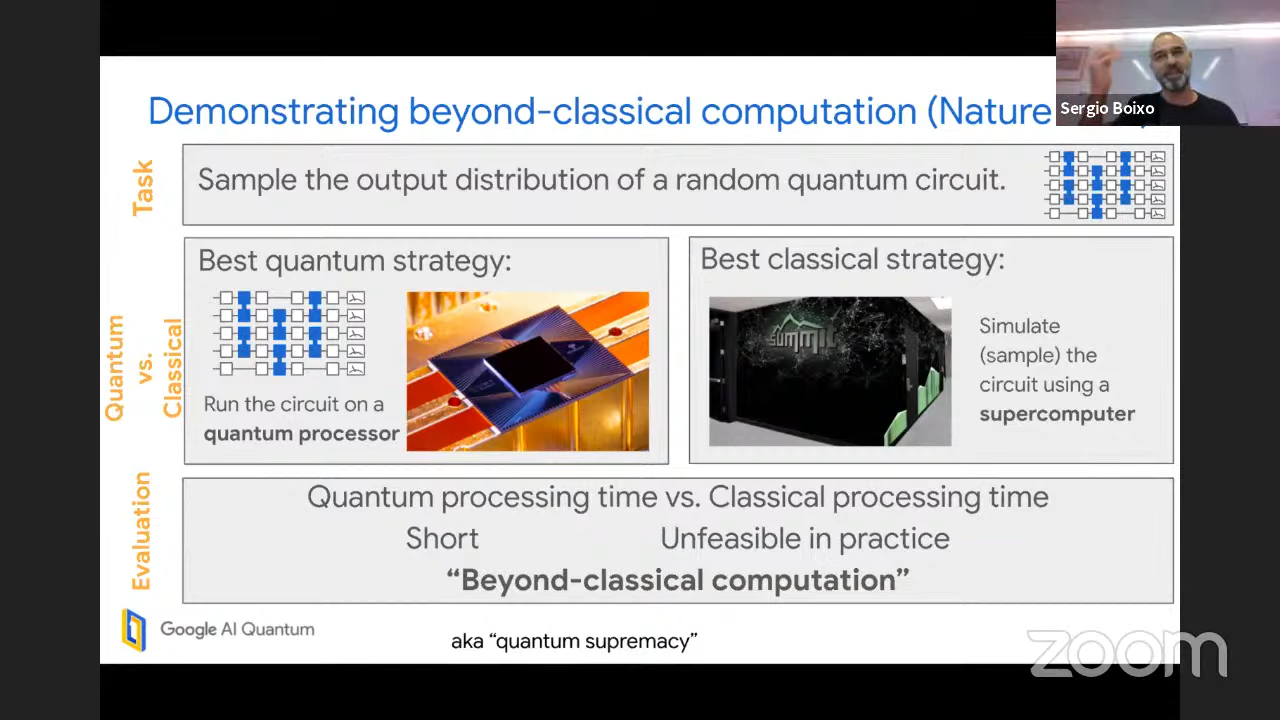 Demonstrating beyond-classical computation (Nature
Sergio Boixo
Task
Sample the output distribution of a random quantum circuit.
Quantum
vs.
Classical
Best quantum strategy:
Run the circuit on a
quantum processor
Best classical strategy:
SUMMIT
Simulate
(sample) the
circuit using a
supercomputer
Evaluation
Quantum processing time vs. Classical processing time
Short Unfeasible in practice
“Beyond-classical computation”
Google AI Quantum
aka “quantum supremacy”
zoom